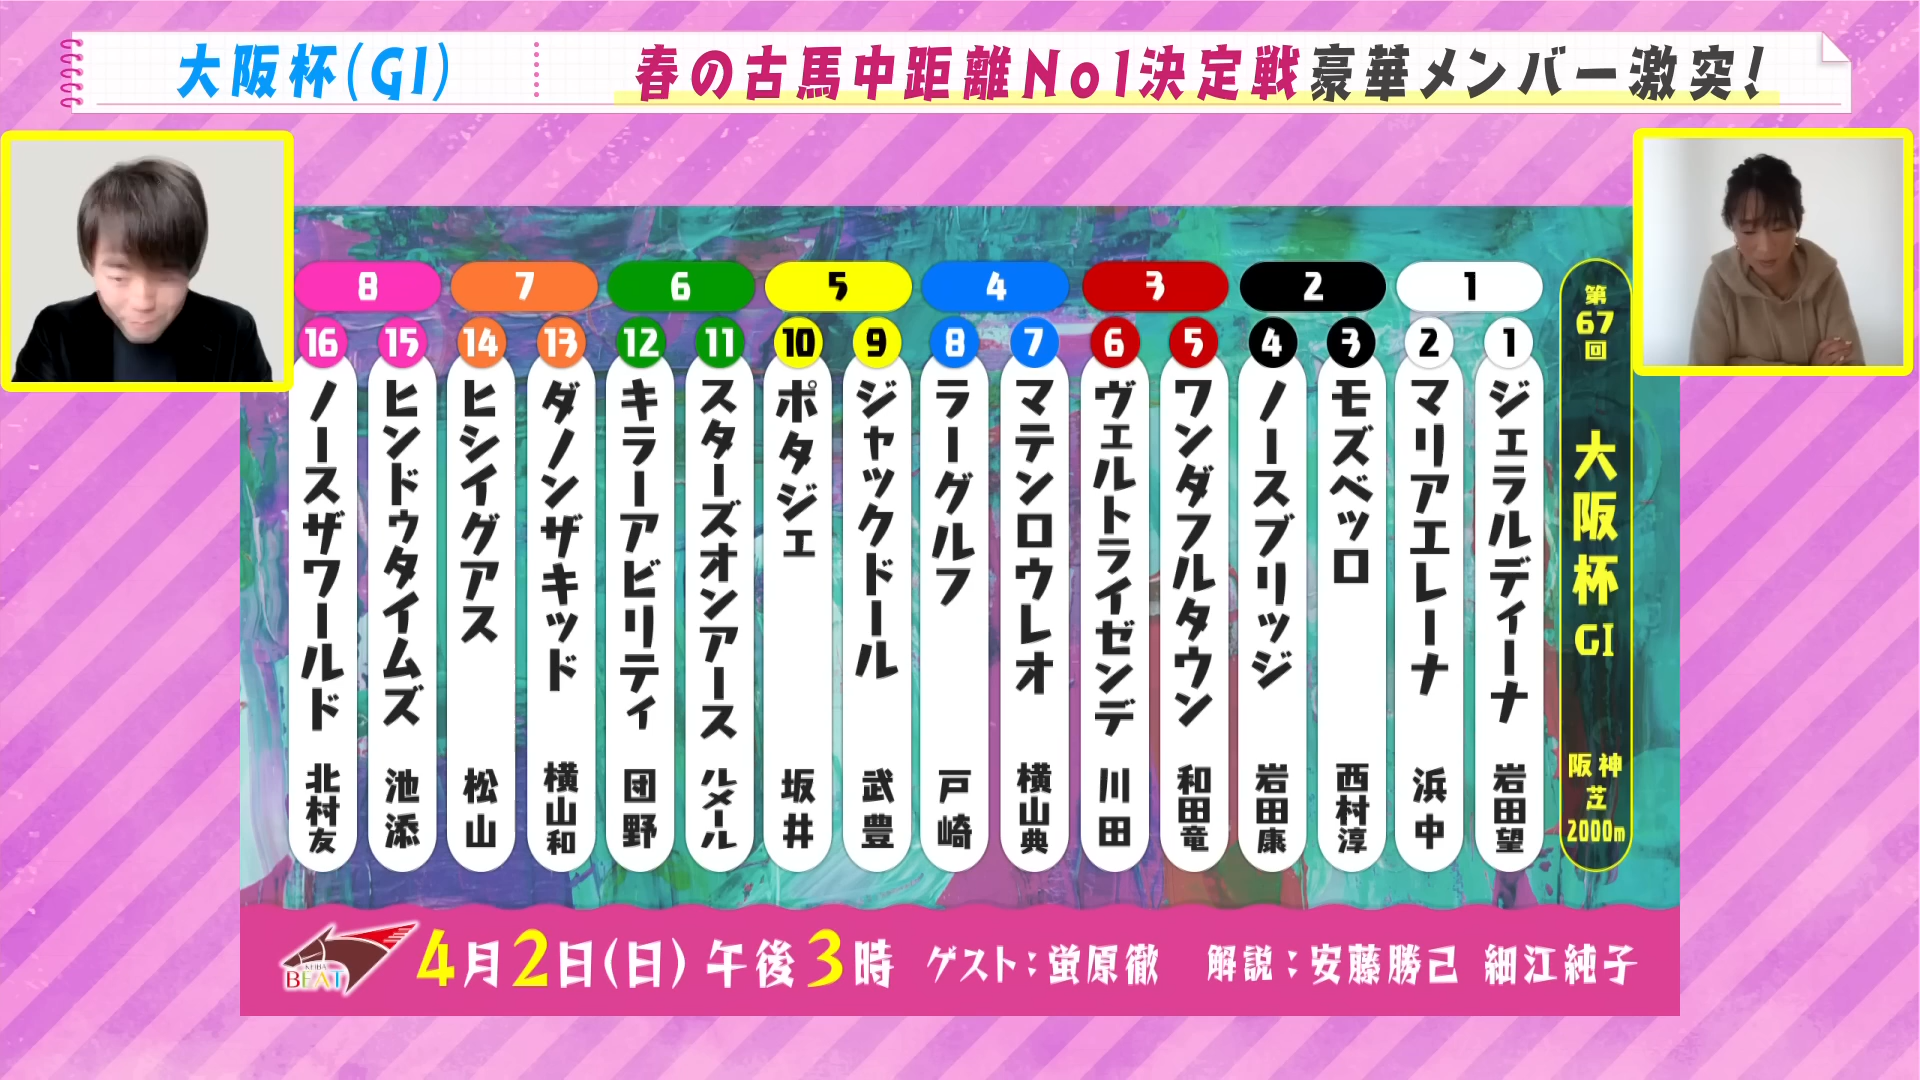 大阪杯(GI)
春の古馬中距離No1決定戦豪華メンバー激突!
第67回 大阪杯 GI 阪神 芝 2000m
1
1 ジェラルディーナ 岩田望
2 マリアエレーナ 浜中
2
3 モズベッロ 西村淳
4 ノースブリッジ 岩田康
3
5 ワンダフルタウン 和田竜
6 ヴェルトライゼンデ 川田
4
7 マテンロウレオ 横山典
8 ラーグルフ 戸崎
5
9 ジャックドール 武豊
10 ポタジェ 坂井
6
11 スターズオンアース ルメール
12 キラーアビリティ 団野
7
13 ダノンザキッド 横山和
14 ヒシイグアス 松山
8
15 ヒンドゥタイムズ 池添
16 ノースザワールド 北村友
KEIBA
BEAT
4月2日(日) 午後3時 ゲスト:蛍原徹 解説:安藤勝己 細江純子